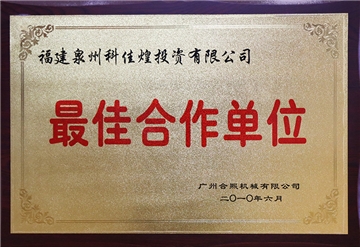 福建泉州科佳煌投资有限公司
最佳合作单位
广州合熙机械有限公司
二〇一〇年六月